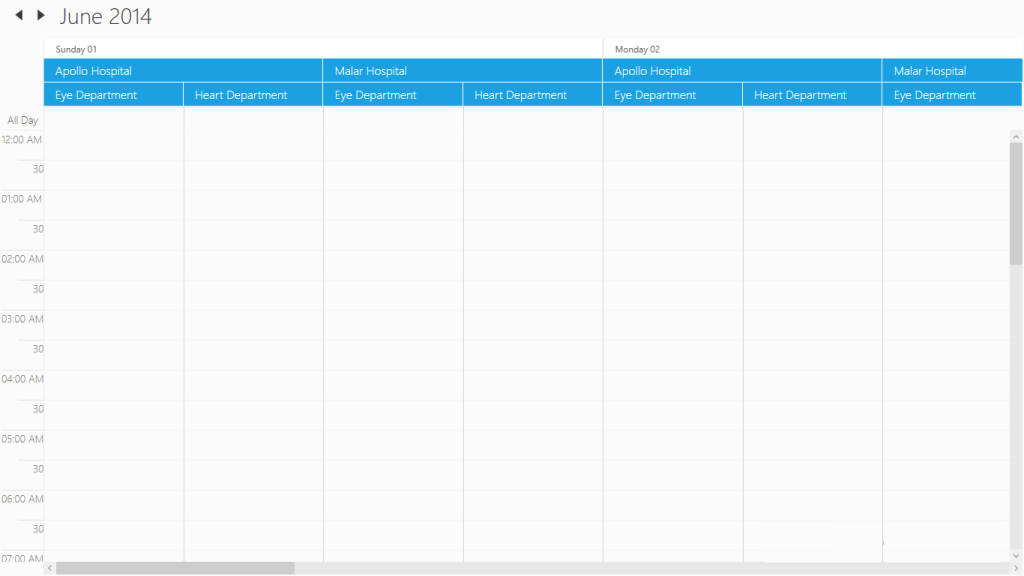 June 2014
Sunday 01 Monday 02
Apollo Hospital Malar Hospital Apollo Hospital Malar Hospital
Eye Department Heart Department Eye Department Heart Department Eye Department Heart Department Eye Department
All Day
12:00 AM
30
01:00 AM
30
02:00 AM
30
03:00 AM
30
04:00 AM
30
05:00 AM
30
06:00 AM
30
07:00 AM